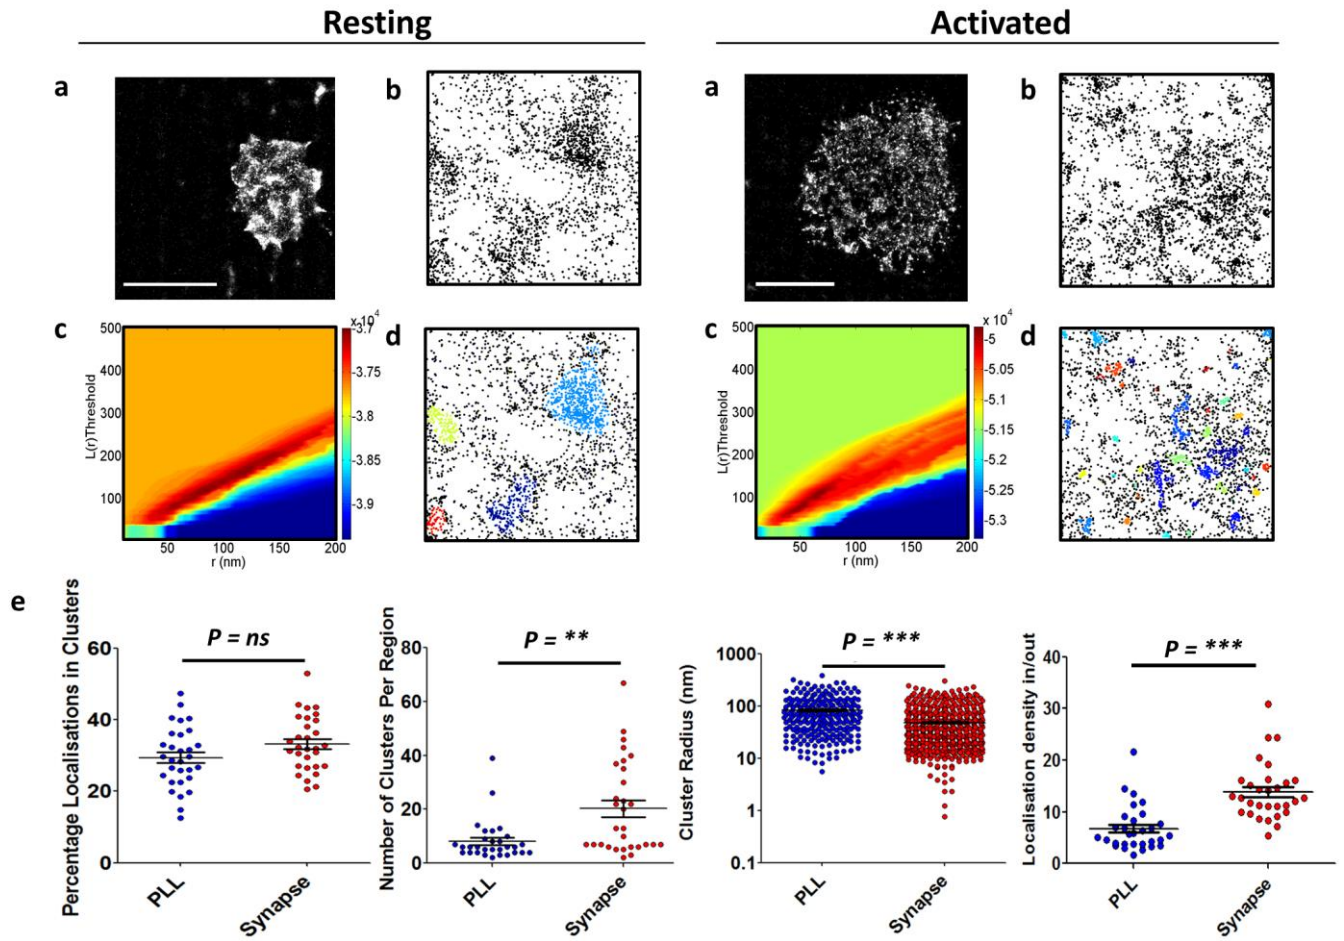 Resting
Activated
a
b
a
b
c
x 10⁴
-3.7
-3.75
-3.8
-3.85
-3.9
500
400
300
200
100
L(r)Threshold
50
100
150
200
r (nm)
d
c
x 10⁴
-5
-5.05
-5.1
-5.15
-5.2
-5.25
-5.3
500
400
300
200
100
L(r)Threshold
50
100
150
200
r (nm)
d
e
Percentage Localisations in Clusters
60
40
20
0
P = ns
PLL
Synapse
Number of Clusters Per Region
80
60
40
20
0
P = **
PLL
Synapse
Cluster Radius (nm)
1000
100
10
1
0.1
P = ***
PLL
Synapse
Localisation density in/out
40
30
20
10
0
P = ***
PLL
Synapse